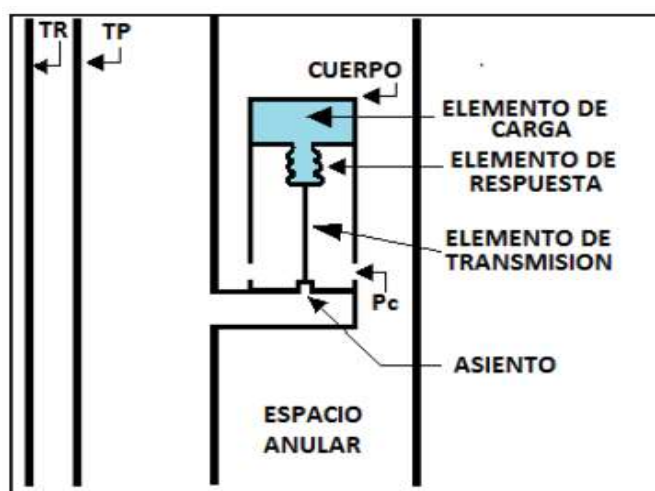 TR
TP
CUERPO
ELEMENTO DE
CARGA
ELEMENTO DE
RESPUESTA
ELEMENTO DE
TRANSMISION
Pc
ASIENTO
ESPACIO
ANULAR